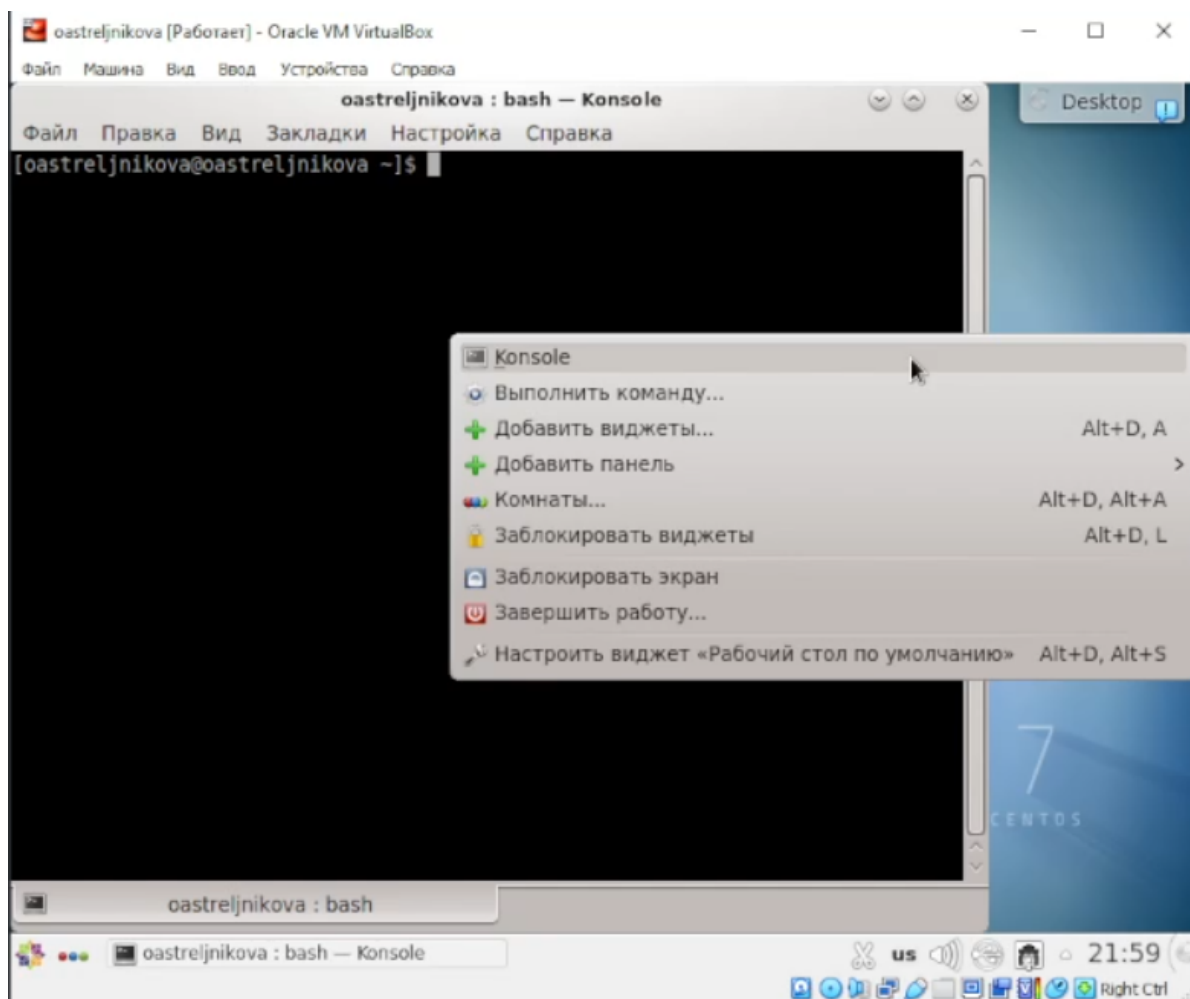 oastreljnikova [Работает] - Oracle VM VirtualBox
Файл Машина Вид Ввод Устройства Справка
oastreljnikova : bash — Konsole
Desktop
Файл Правка Вид Закладки Настройка Справка
[oastreljnikova@oastreljnikova ~]$
Konsole
Выполнить команду...
Добавить виджеты... Alt+D, A
Добавить панель
Комнаты... Alt+D, Alt+A
Заблокировать виджеты Alt+D, L
Заблокировать экран
Завершить работу...
Настроить виджет «Рабочий стол по умолчанию» Alt+D, Alt+S
7
CENTOS
oastreljnikova : bash
oastreljnikova : bash — Konsole us 21:59
Right Ctrl